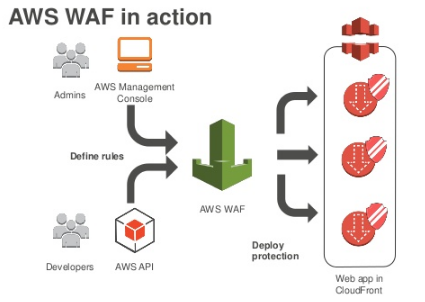 AWS WAF in action
Admins
AWS Management
Console
Define rules
AWS WAF
Developers
AWS API
Deploy
protection
Web app in
CloudFront